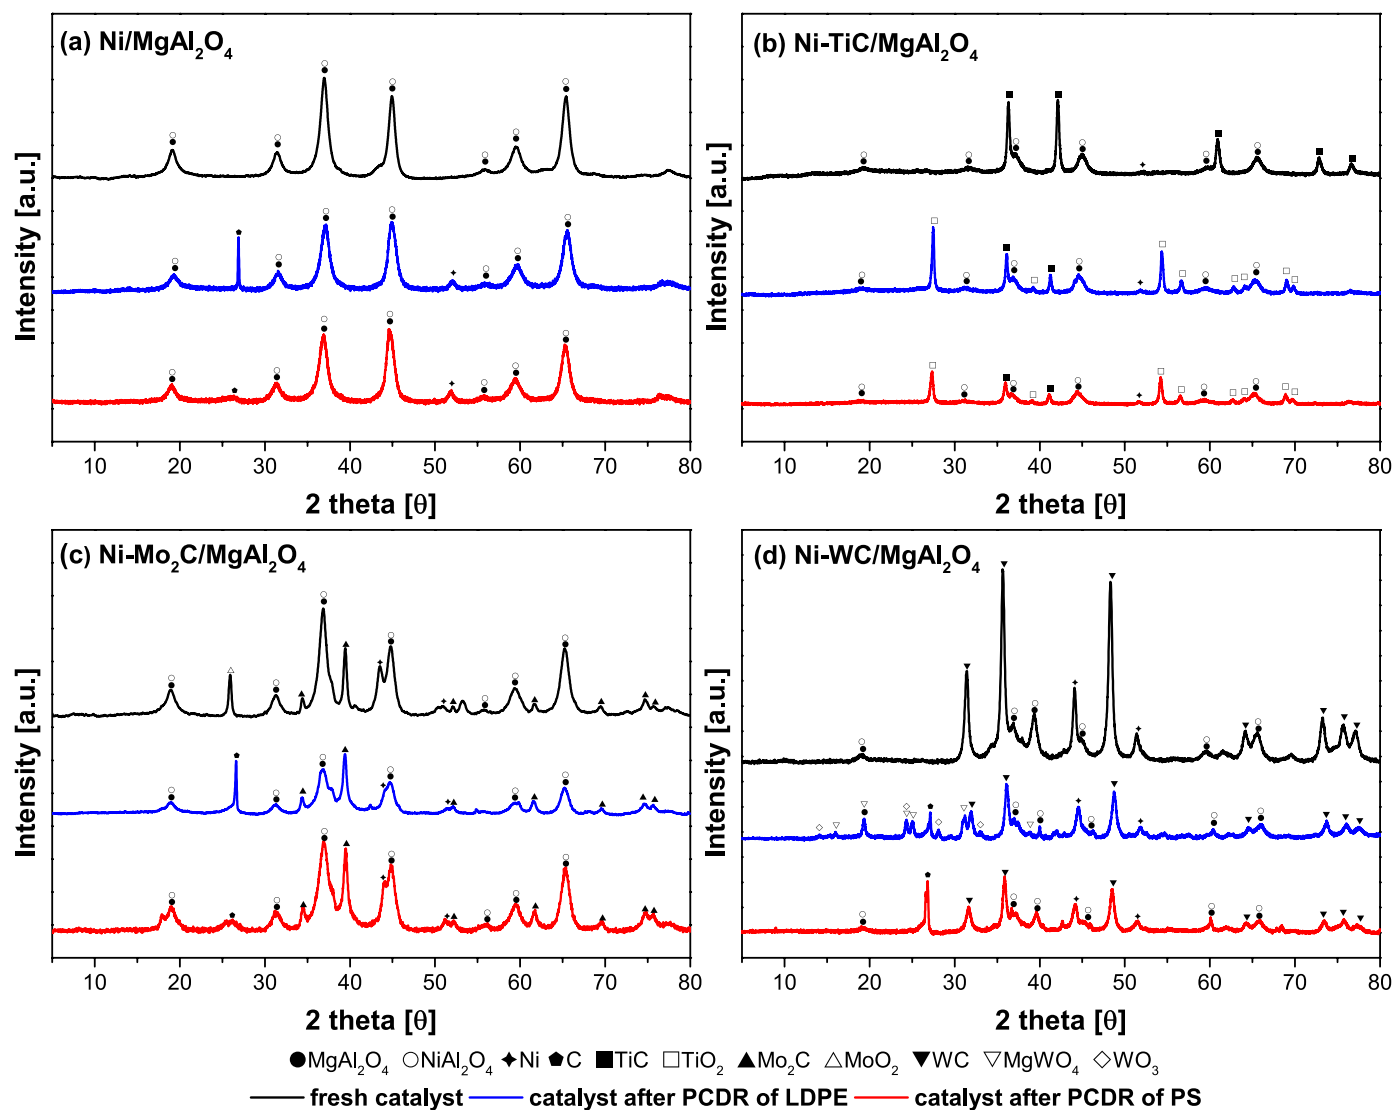 (a) Ni/MgAl₂O₄
Intensity [a.u.]
10 20 30 40 50 60 70 80
2 theta [θ]
(b) Ni-TiC/MgAl₂O₄
Intensity [a.u.]
10 20 30 40 50 60 70 80
2 theta [θ]
(c) Ni-Mo₂C/MgAl₂O₄
Intensity [a.u.]
10 20 30 40 50 60 70 80
2 theta [θ]
(d) Ni-WC/MgAl₂O₄
Intensity [a.u.]
10 20 30 40 50 60 70 80
2 theta [θ]
MgAl₂O₄ NiAl₂O₄ Ni C TiC TiO₂ Mo₂C MoO₂ WC MgWO₄ WO₃
fresh catalyst catalyst after PCDR of LDPE catalyst after PCDR of PS